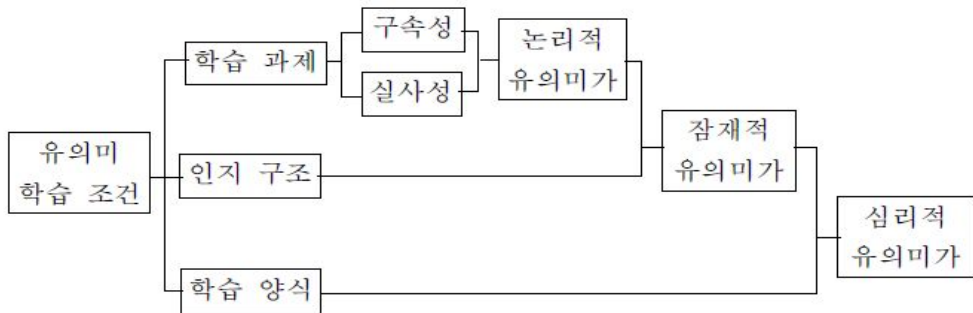 유의미
학습 조건
학습 과제
구속성
실사성
논리적
유의미가
인지 구조
잠재적
유의미가
학습 양식
심리적
유의미가